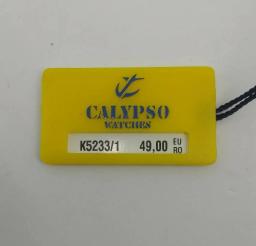 CALYPSO
WATCHES
K5233/1 49,00 EU
RO